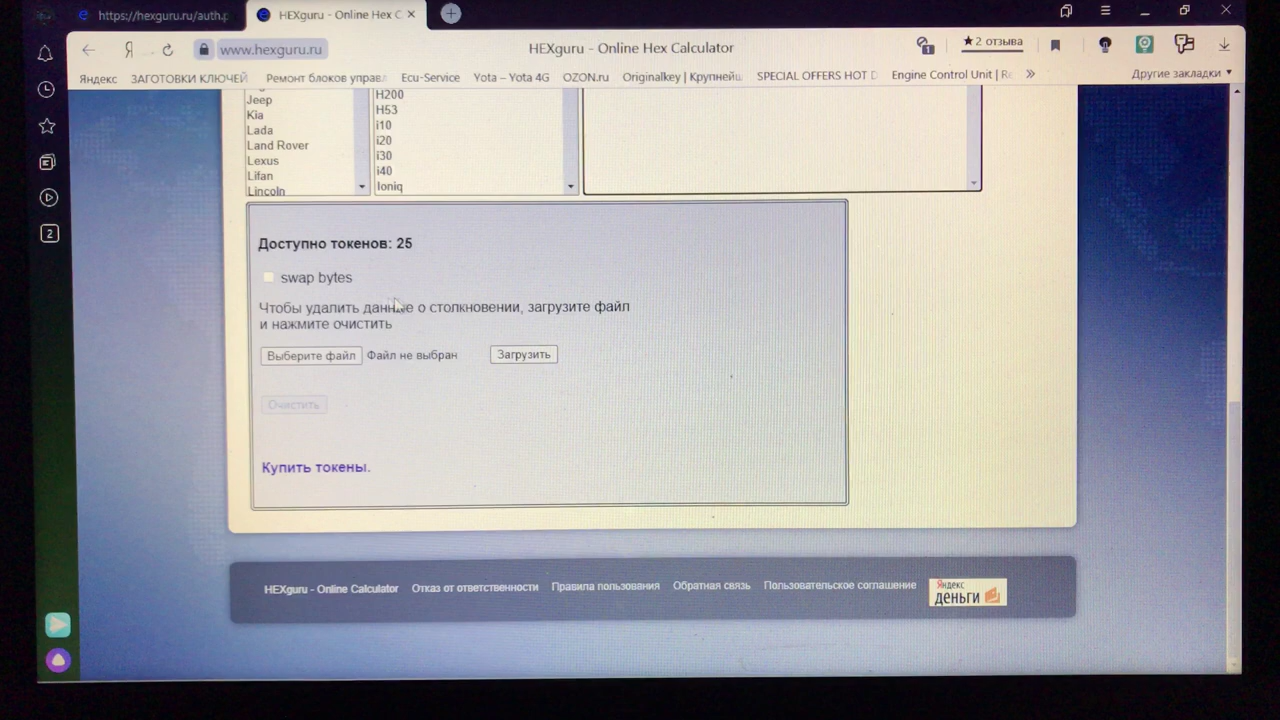 https://hexguru.ru/auth.p
HEXguru - Online Hex C
www.hexguru.ru
HEXguru - Online Hex Calculator
★2 отзыва
Яндекс
ЗАГОТОВКИ КЛЮЧЕЙ
Ремонт блоков управл
Ecu-Service
Yota – Yota 4G
OZON.ru
Originalkey | Крупнейш
SPECIAL OFFERS HOT D
Engine Control Unit | Re
Другие закладки
Jeep
Kia
Lada
Land Rover
Lexus
Lifan
Lincoln
H200
H53
i10
i20
i30
i40
Ioniq
2
Доступно токенов: 25
swap bytes
Чтобы удалить данные о столкновении, загрузите файл
и нажмите очистить
Выберите файл Файл не выбран Загрузить
Очистить
Купить токены.
HEXguru - Online Calculator Отказ от ответственности Правила пользования Обратная связь Пользовательское соглашение
Яндекс
деньги